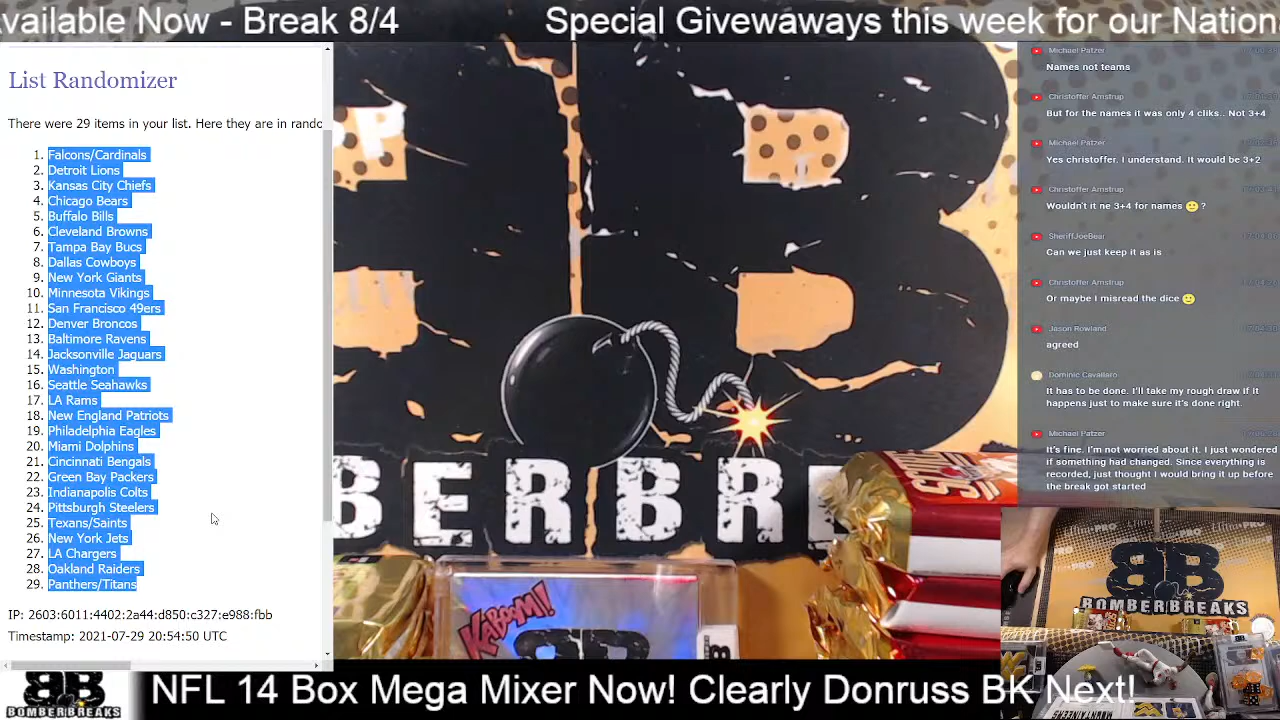 vailable Now - Break 8/4
Special Givewaways this week for our Nation
List Randomizer
There were 29 items in your list. Here they are in rando
1. Falcons/Cardinals
2. Detroit Lions
3. Kansas City Chiefs
4. Chicago Bears
5. Buffalo Bills
6. Cleveland Browns
7. Tampa Bay Bucs
8. Dallas Cowboys
9. New York Giants
10. Minnesota Vikings
11. San Francisco 49ers
12. Denver Broncos
13. Baltimore Ravens
14. Jacksonville Jaguars
15. Washington
16. Seattle Seahawks
17. LA Rams
18. New England Patriots
19. Philadelphia Eagles
20. Miami Dolphins
21. Cincinnati Bengals
22. Green Bay Packers
23. Indianapolis Colts
24. Pittsburgh Steelers
25. Texans/Saints
26. New York Jets
27. LA Chargers
28. Oakland Raiders
29. Panthers/Titans
IP: 2603:6011:4402:2a44:d850:c327:e988:fbb
Timestamp: 2021-07-29 20:54:50 UTC
BERBRE
KABOOM!
Michael Patzer
Names not teams
Christoffer Amstrup
But for the names it was only 4 cliks.. Not 3+4
Michael Patzer
Yes christoffer. I understand. It would be 3+2
Christoffer Amstrup
Wouldn't it ne 3+4 for names 🙂 ?
SheriffJoeBear
Can we just keep it as is
Christoffer Amstrup
Or maybe I misread the dice 🙂
Jason Rowland
agreed
Dominic Cavallaro
It has to be done. I'll take my rough draw if it
happens just to make sure it's done right.
Michael Patzer
It's fine. I'm not worried about it. I just wondered
if something had changed. Since everything is
recorded, just thought I would bring it up before
the break got started
BOMBERBREAKS
BOMBERBREAKS
NFL 14 Box Mega Mixer Now! Clearly Donruss BK Next!